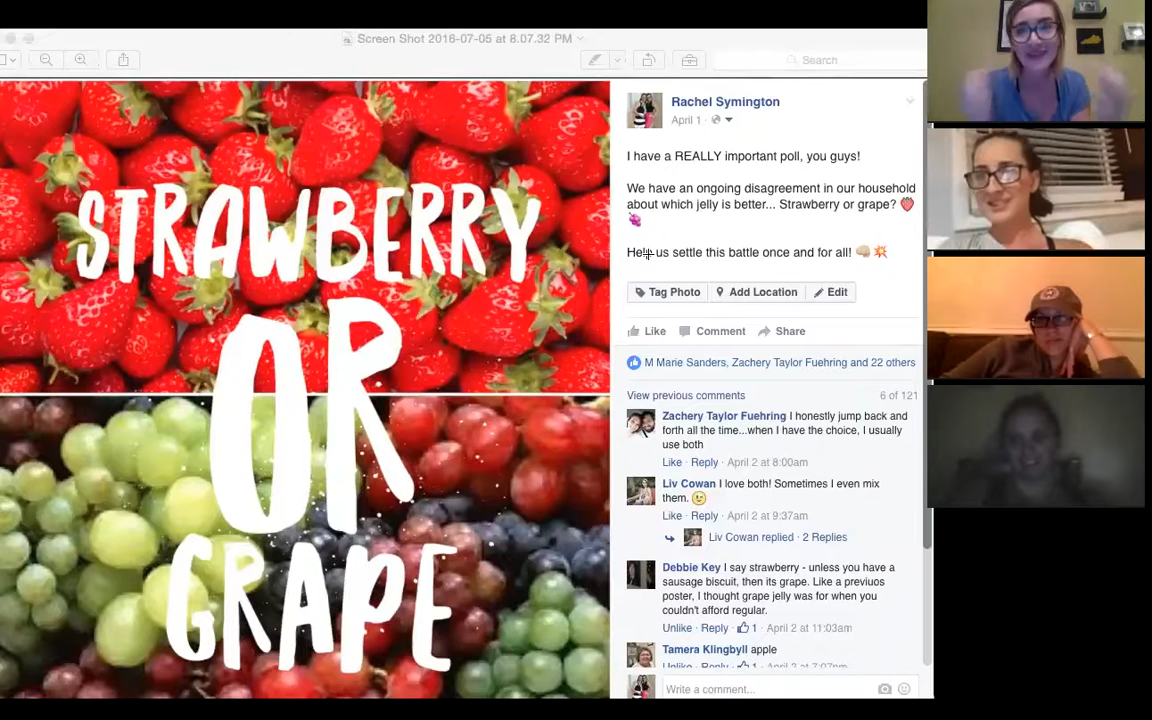 Screen Shot 2016-07-05 at 8.07.32 PM
Search
STRAWBERRY
OR
GRAPE
Rachel Symington
April 1
I have a REALLY important poll, you guys!
We have an ongoing disagreement in our household
about which jelly is better... Strawberry or grape? 🍓
🍇
Help us settle this battle once and for all! 👊🏼💥
Tag Photo Add Location Edit
Like Comment Share
M Marie Sanders, Zachery Taylor Fuehring and 22 others
View previous comments 6 of 121
Zachery Taylor Fuehring I honestly jump back and
forth all the time...when I have the choice, I usually
use both
Like · Reply · April 2 at 8:00am
Liv Cowan I love both! Sometimes I even mix
them. 😉
Like · Reply · April 2 at 9:37am
Liv Cowan replied · 2 Replies
Debbie Key I say strawberry - unless you have a
sausage biscuit, then its grape. Like a previuos
poster, I thought grape jelly was for when you
couldn't afford regular.
Unlike · Reply · 1 · April 2 at 11:03am
Tamera Klingbyll apple
Unlike · Reply · 1 · April 2 at 7:07pm
Write a comment...